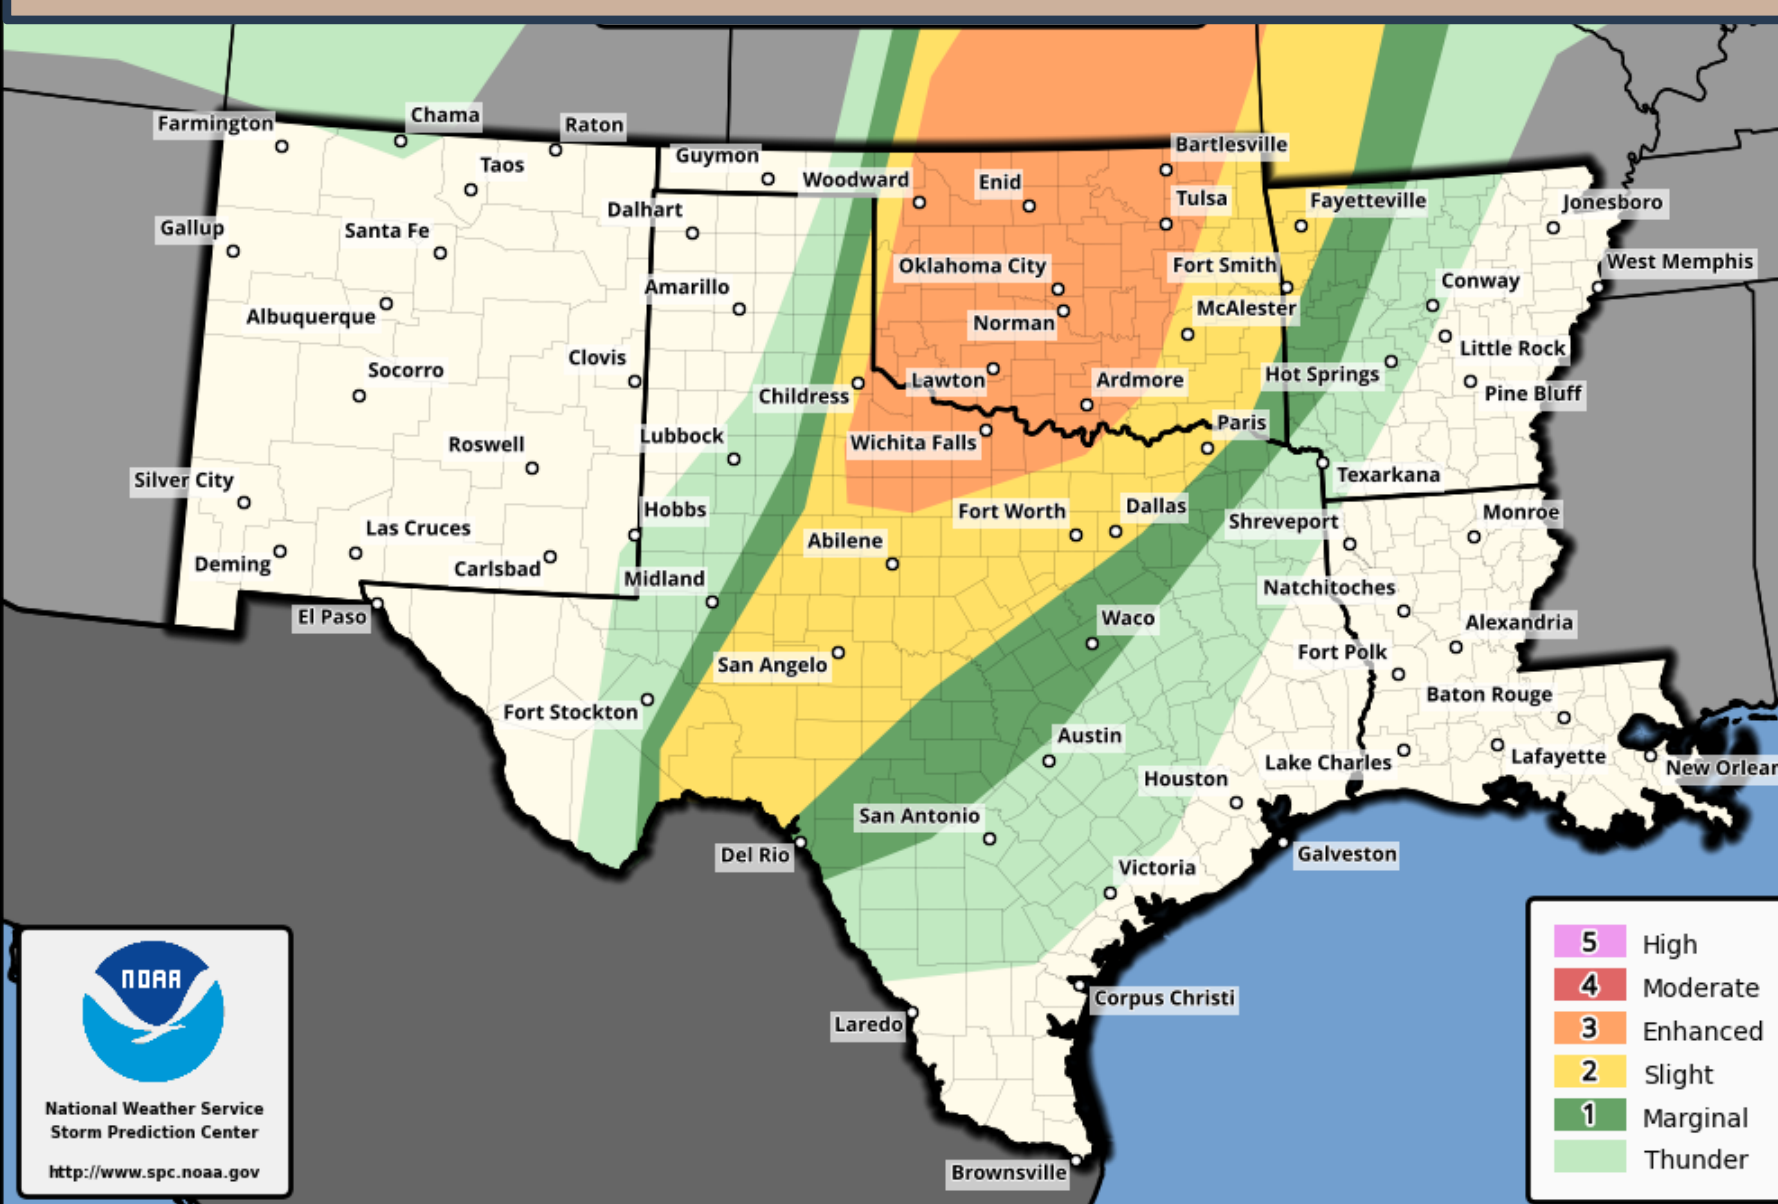 Chama
Farmington
Raton
Taos
Guymon
Bartlesville
Woodward
Enid
Tulsa
Fayetteville
Jonesboro
Dalhart
Gallup
Santa Fe
Oklahoma City
Fort Smith
West Memphis
Amarillo
Conway
McAlester
Albuquerque
Norman
Little Rock
Clovis
Socorro
Hot Springs
Lawton
Ardmore
Childress
Pine Bluff
Paris
Lubbock
Roswell
Wichita Falls
Texarkana
Silver City
Hobbs
Fort Worth
Dallas
Monroe
Shreveport
Las Cruces
Abilene
Deming
Carlsbad
Midland
Natchitoches
El Paso
Waco
Alexandria
Fort Polk
San Angelo
Baton Rouge
Fort Stockton
Austin
Lafayette
Lake Charles
New Orlean
Houston
San Antonio
Del Rio
Galveston
Victoria
Corpus Christi
Laredo
Brownsville
5 High
4 Moderate
3 Enhanced
2 Slight
1 Marginal
Thunder
NOAA
National Weather Service
Storm Prediction Center
http://www.spc.noaa.gov